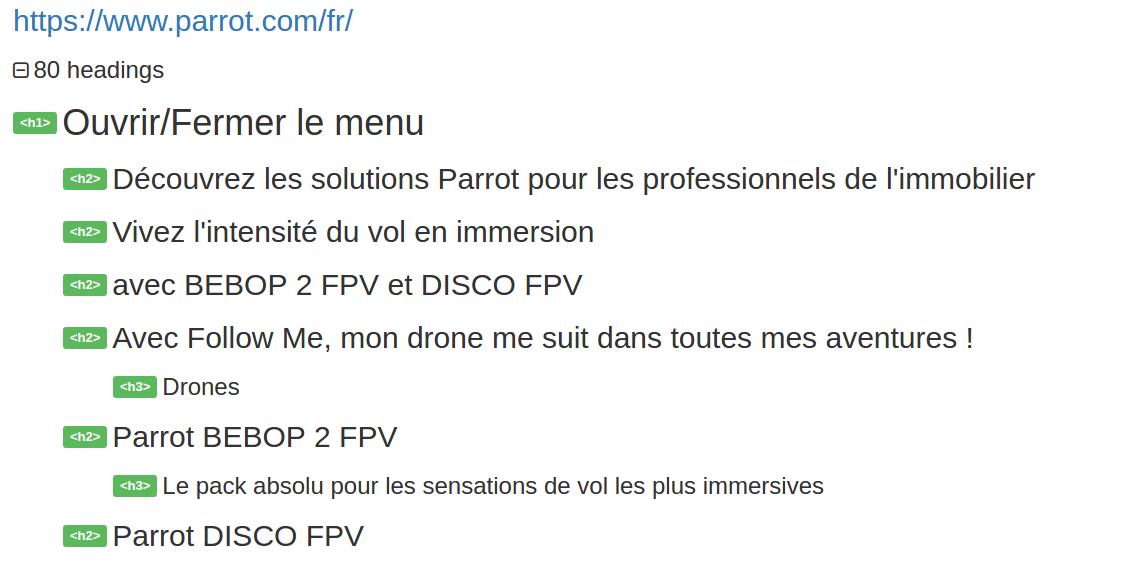 https://www.parrot.com/fr/
80 headings
<h1> Ouvrir/Fermer le menu
<h2> Découvrez les solutions Parrot pour les professionnels de l'immobilier
<h2> Vivez l'intensité du vol en immersion
<h2> avec BEBOP 2 FPV et DISCO FPV
<h2> Avec Follow Me, mon drone me suit dans toutes mes aventures !
<h3> Drones
<h2> Parrot BEBOP 2 FPV
<h3> Le pack absolu pour les sensations de vol les plus immersives
<h2> Parrot DISCO FPV